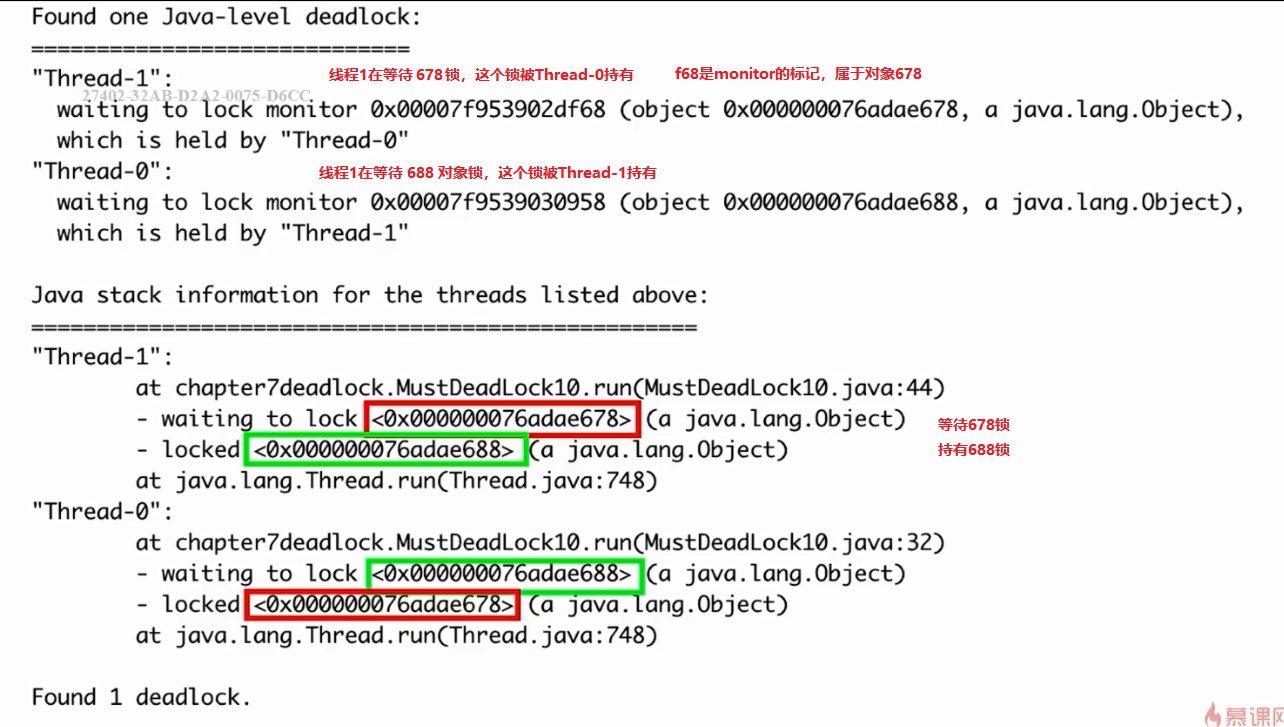 Found one Java-level deadlock:
=============================
"Thread-1":
线程1在等待 678锁，这个锁被Thread-0持有
f68是monitor的标记，属于对象678
27402-32AB-D2A2-0075-D6CC
waiting to lock monitor 0x00007f953902df68 (object 0x000000076adae678, a java.lang.Object),
which is held by "Thread-0"
"Thread-0":
线程1在等待 688 对象锁，这个锁被Thread-1持有
waiting to lock monitor 0x00007f9539030958 (object 0x000000076adae688, a java.lang.Object),
which is held by "Thread-1"
Java stack information for the threads listed above:
===================================================
"Thread-1":
at chapter7deadlock.MustDeadLock10.run(MustDeadLock10.java:44)
- waiting to lock <0x000000076adae678> (a java.lang.Object)
等待678锁
- locked <0x000000076adae688> (a java.lang.Object)
持有688锁
at java.lang.Thread.run(Thread.java:748)
"Thread-0":
at chapter7deadlock.MustDeadLock10.run(MustDeadLock10.java:32)
- waiting to lock <0x000000076adae688> (a java.lang.Object)
- locked <0x000000076adae678> (a java.lang.Object)
at java.lang.Thread.run(Thread.java:748)
Found 1 deadlock.
慕课网